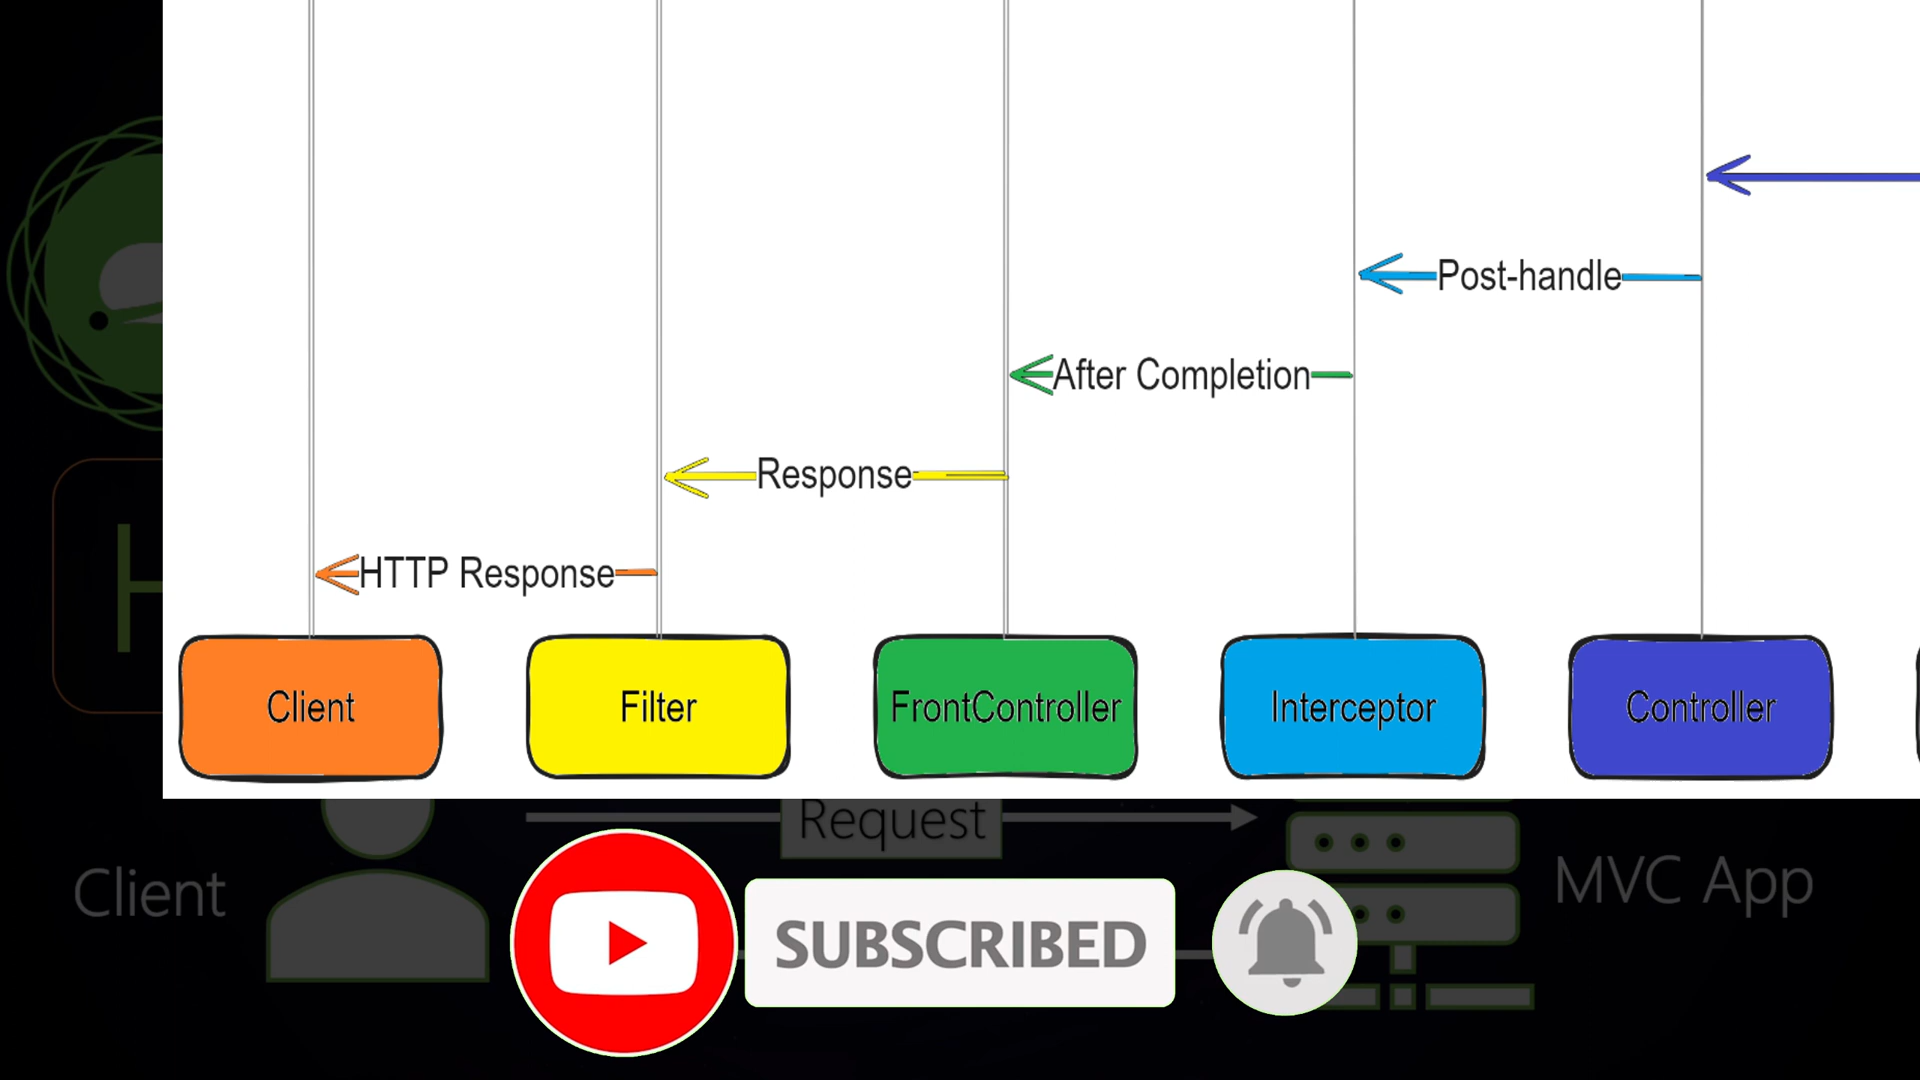 Post-handle
After Completion
Response
HTTP Response
Client
Filter
FrontController
Interceptor
Controller
Request
Client
MVC App
SUBSCRIBED